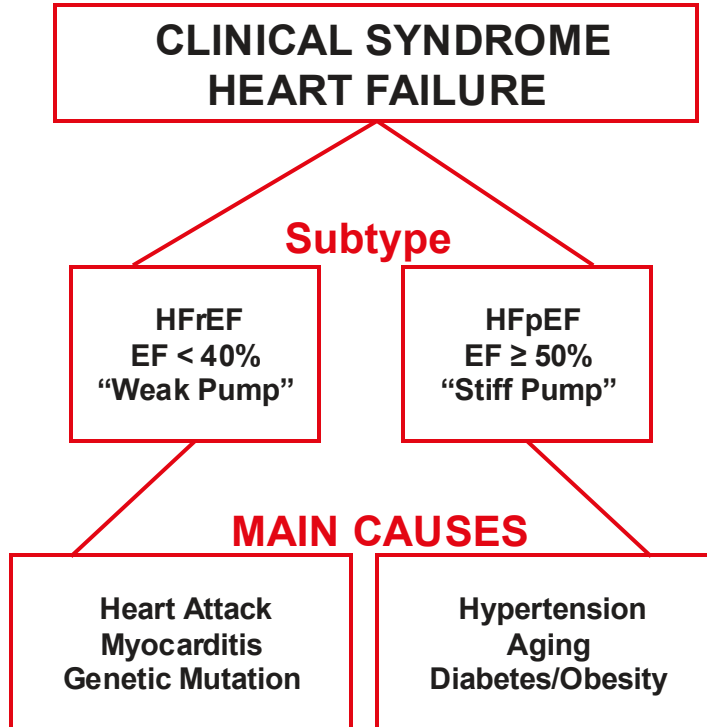 CLINICAL SYNDROME
HEART FAILURE
Subtype
HFrEF
EF < 40%
“Weak Pump”
HFpEF
EF ≥ 50%
“Stiff Pump”
MAIN CAUSES
Heart Attack
Myocarditis
Genetic Mutation
Hypertension
Aging
Diabetes/Obesity